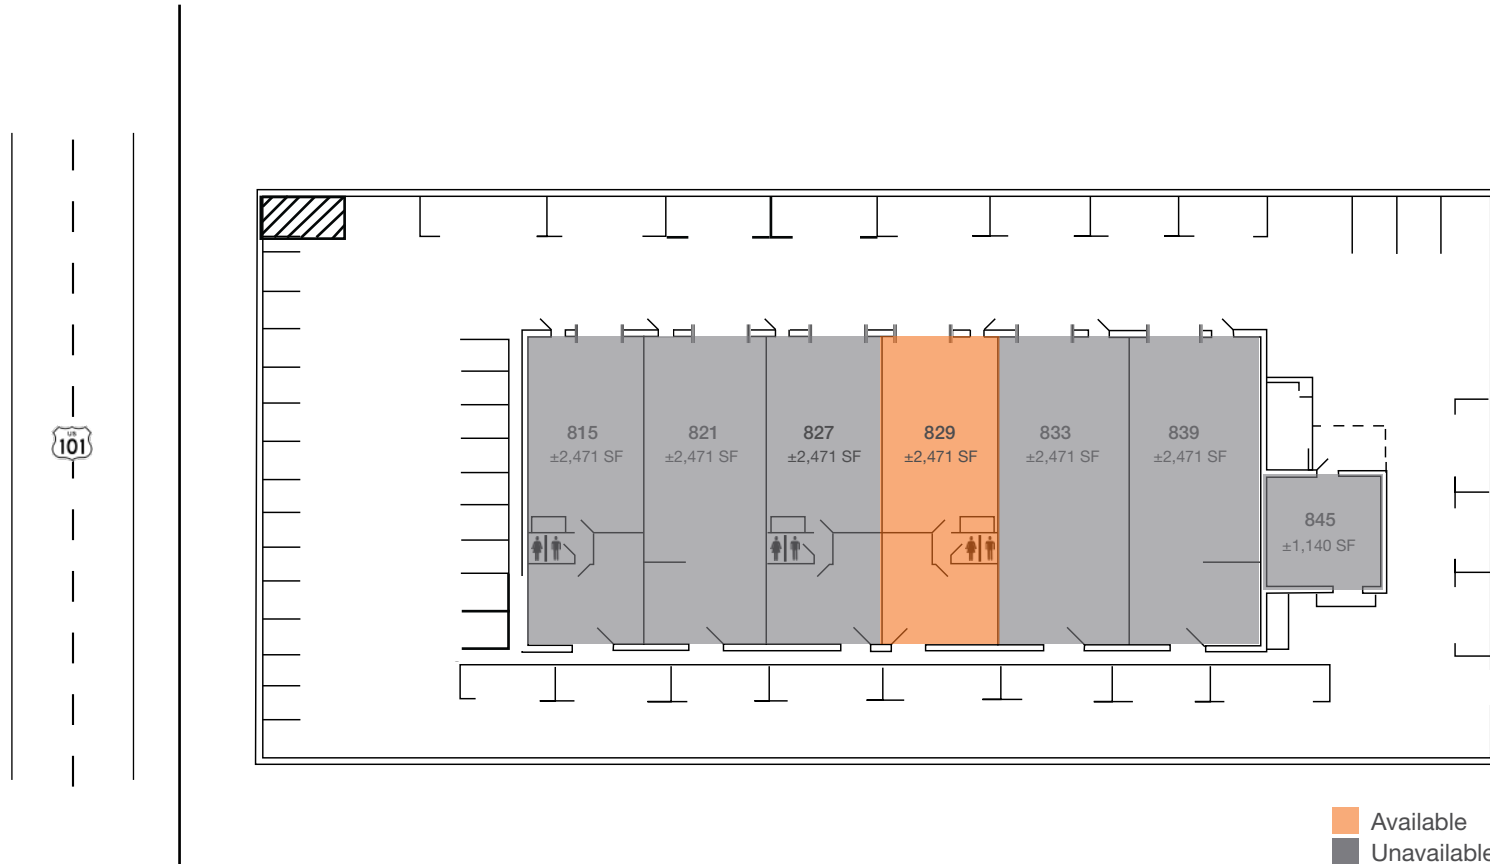 815
±2,471 SF
821
±2,471 SF
827
±2,471 SF
829
±2,471 SF
833
±2,471 SF
839
±2,471 SF
US
101
845
±1,140 SF
Available
Unavailable